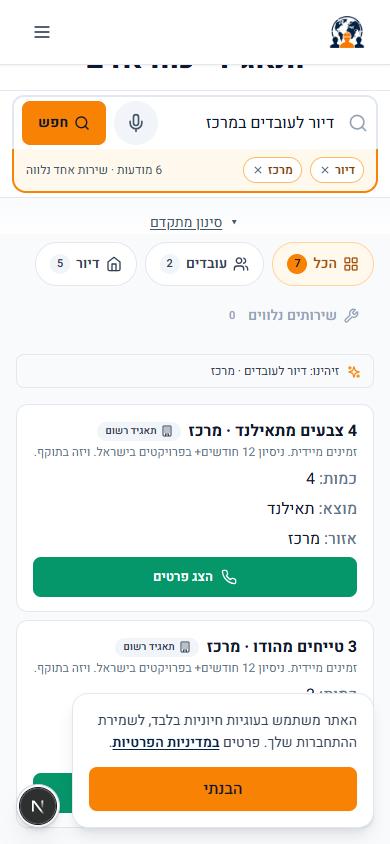 דיור לעובדים במרכז
חפש
דיור ×
מרכז ×
6 מודעות · שירות אחד נלווה
▼ סינון מתקדם
הכל 7
עובדים 2
דיור 5
שירותים נלווים 0
זיהינו: דיור לעובדים · מרכז
4 צבעים מתאילנד · מרכז
תאגיד רשום
זמינים מיידית. ניסיון 12 חודשים+ בפרויקטים בישראל. ויזה בתוקף.
כמות: 4
מוצא: תאילנד
אזור: מרכז
הצג פרטים
3 טייחים מהודו · מרכז
תאגיד רשום
זמינים מיידית. ניסיון 12 חודשים+ בפרויקטים בישראל. ויזה בתוקף.
האתר משתמש בעוגיות חיוניות בלבד, לשמירת
ההתחברות שלך. פרטים במדיניות הפרטיות.
הבנתי
N